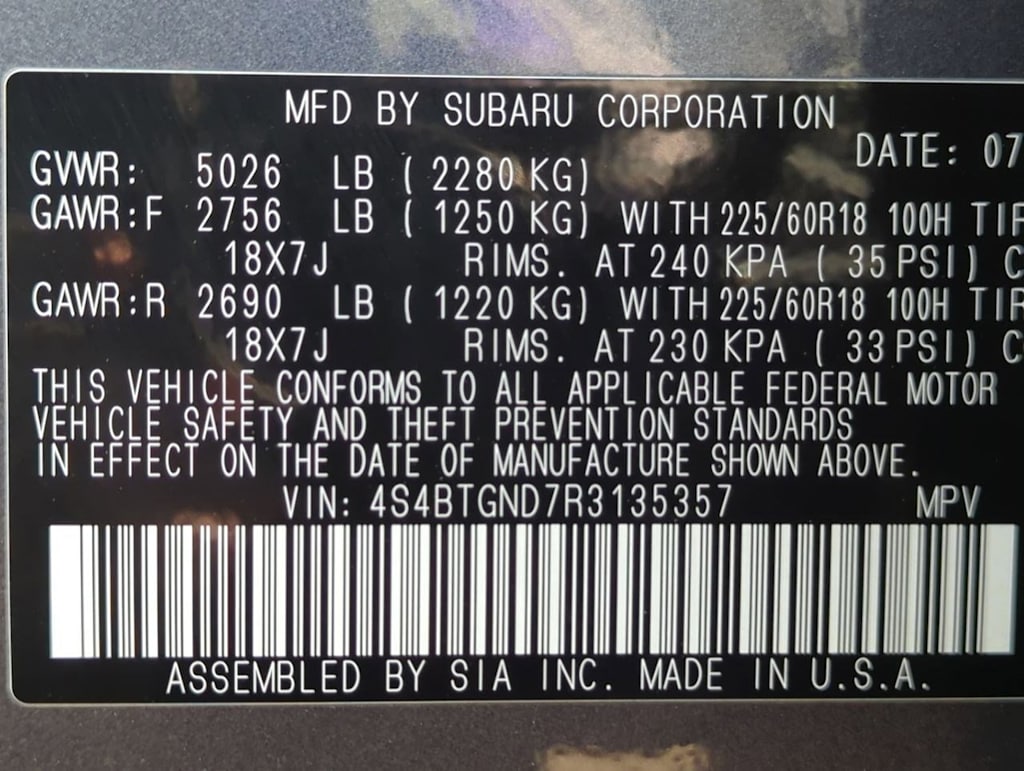 MFD BY SUBARU CORPORATION
DATE: 07
GVWR: 5026 LB ( 2280 KG)
GAWR:F 2756 LB ( 1250 KG) WITH 225/60R18 100H TIR
18X7J RIMS. AT 240 KPA ( 35 PSI) C
GAWR:R 2690 LB ( 1220 KG) WITH 225/60R18 100H TIR
18X7J RIMS. AT 230 KPA ( 33 PSI) C
THIS VEHICLE CONFORMS TO ALL APPLICABLE FEDERAL MOTOR
VEHICLE SAFETY AND THEFT PREVENTION STANDARDS
IN EFFECT ON THE DATE OF MANUFACTURE SHOWN ABOVE.
VIN: 4S4BTGND7R3135357 MPV
ASSEMBLED BY SIA INC. MADE IN U.S.A.